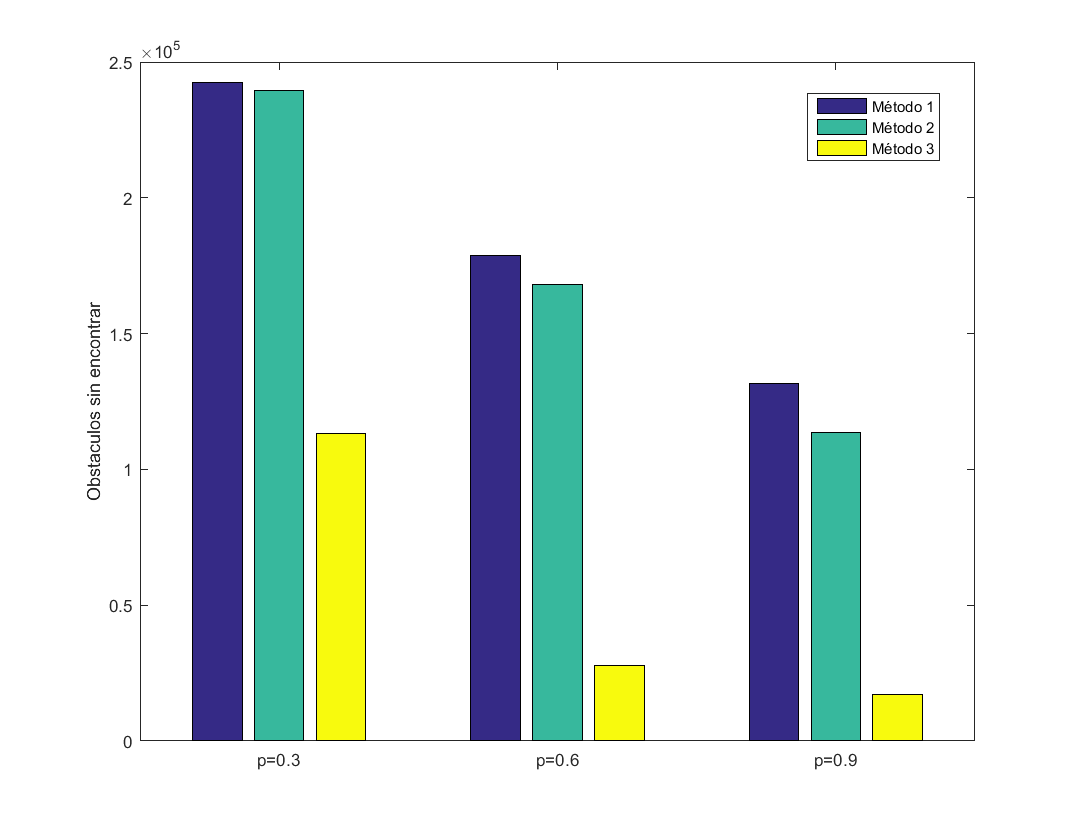 ×10^5
2.5
2
1.5
1
0.5
0
Obstaculos sin encontrar
p=0.3
p=0.6
p=0.9
Método 1
Método 2
Método 3